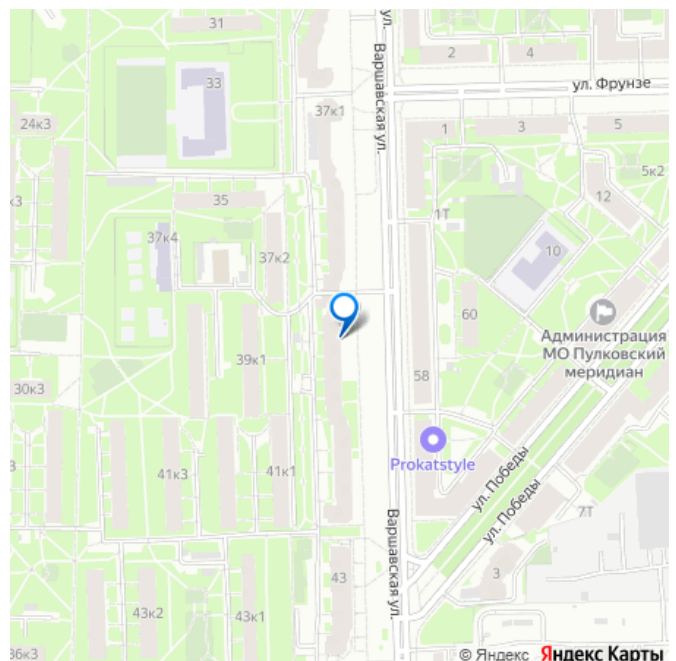 31
ул.
Варшавская ул.
2
4
ул. Фрунзе
33
37к1
24к3
1
3
5
5к2
к3
35
12
1Т
37к4
10
37к2
60
Администрация
МО Пулковский
меридиан
39к1
30к3
58
Prokatstyle
41к3
41к1
ул. Победы
ул. Победы
7Т
Варшавская ул.
43
3
43к2
43к1
36к3
© Яндекс Яндекс Карты